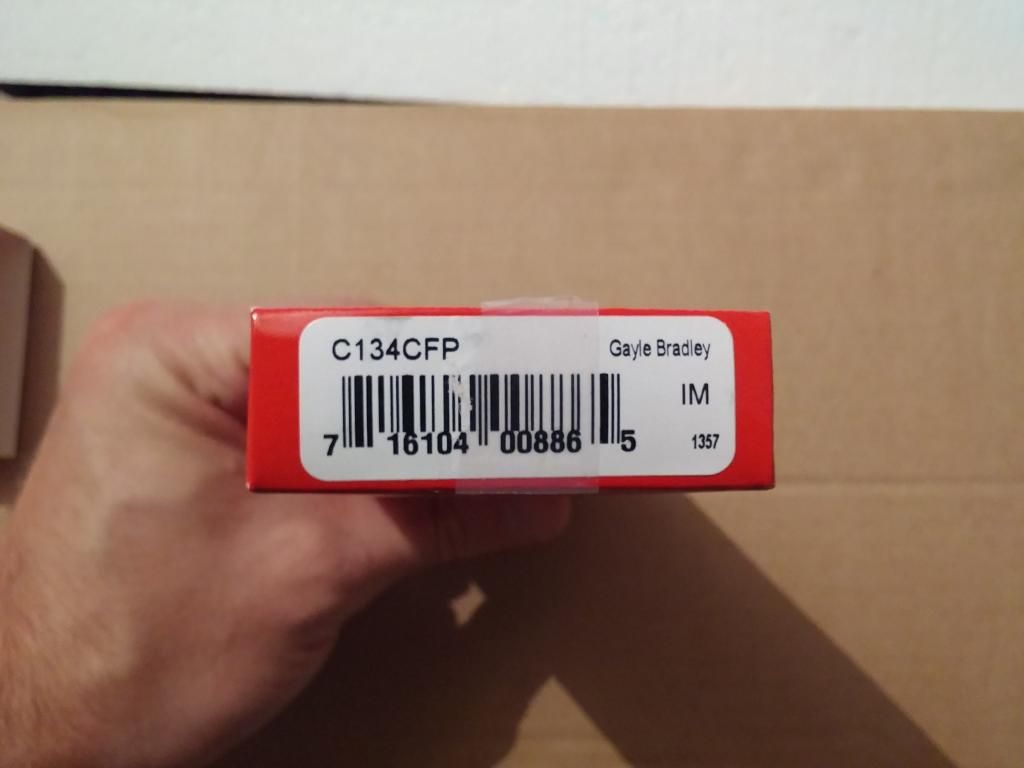 C134CFP
Gayle Bradley
IM
7 16104 00886 5
1357